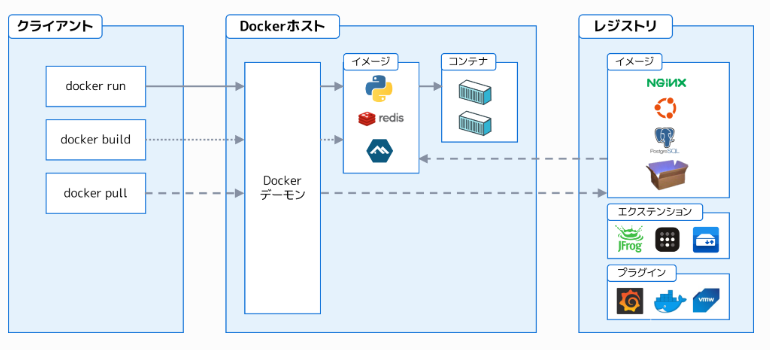 クライアント
docker run
docker build
docker pull
Dockerホスト
Docker
デーモン
イメージ
redis
コンテナ
レジストリ
イメージ
NGINX
PostgreSQL
エクステンション
JFrog
プラグイン
vmw